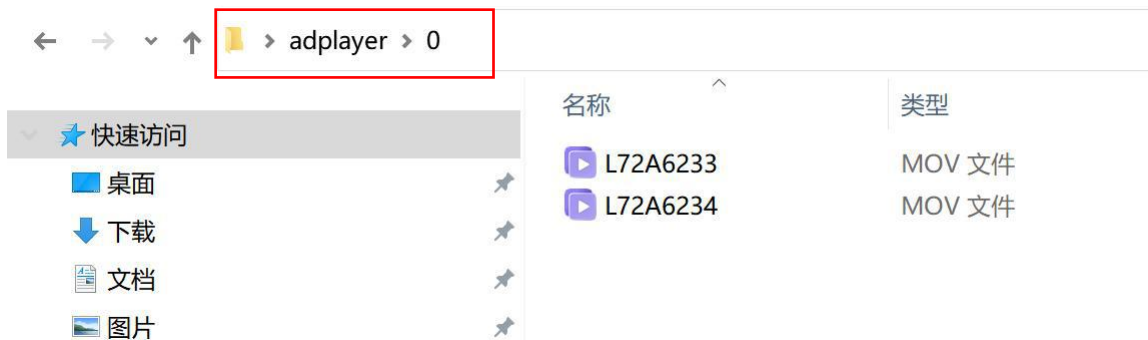 adplayer > 0
名称 类型
快速访问
桌面
下载
文档
图片
L72A6233 MOV 文件
L72A6234 MOV 文件